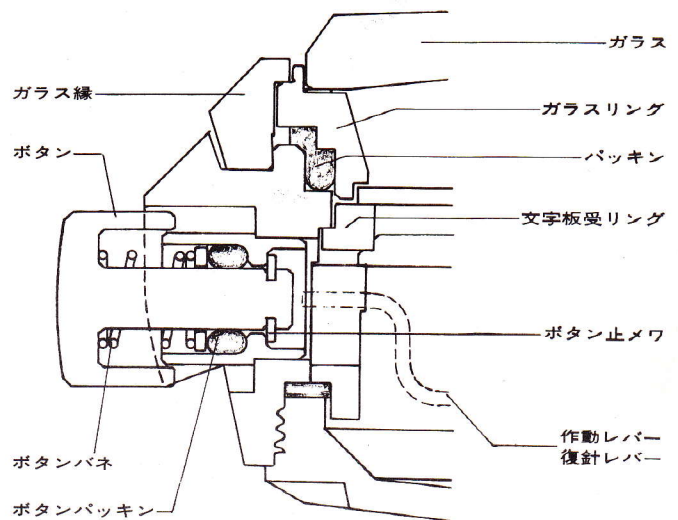 ガラス
ガラス縁
ガラスリング
ボタン
パッキン
文字板受リング
ボタン止メワ
作動レバー
復針レバー
ボタンバネ
ボタンパッキン